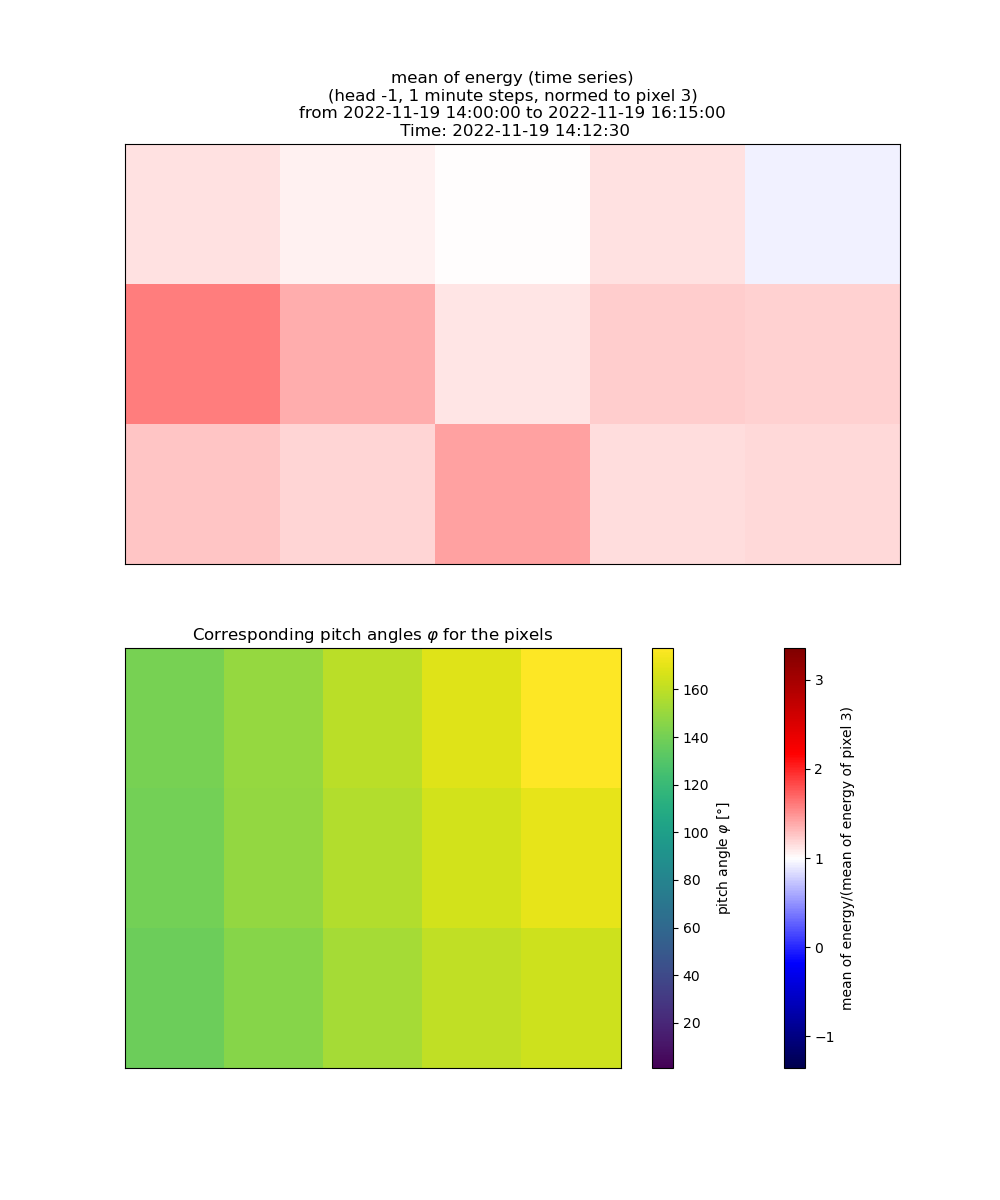 mean of energy (time series)
(head -1, 1 minute steps, normed to pixel 3)
from 2022-11-19 14:00:00 to 2022-11-19 16:15:00
Time: 2022-11-19 14:12:30
Corresponding pitch angles φ for the pixels
160
140
120
100
80
60
40
20
pitch angle φ [°]
3
2
1
0
−1
mean of energy/(mean of energy of pixel 3)